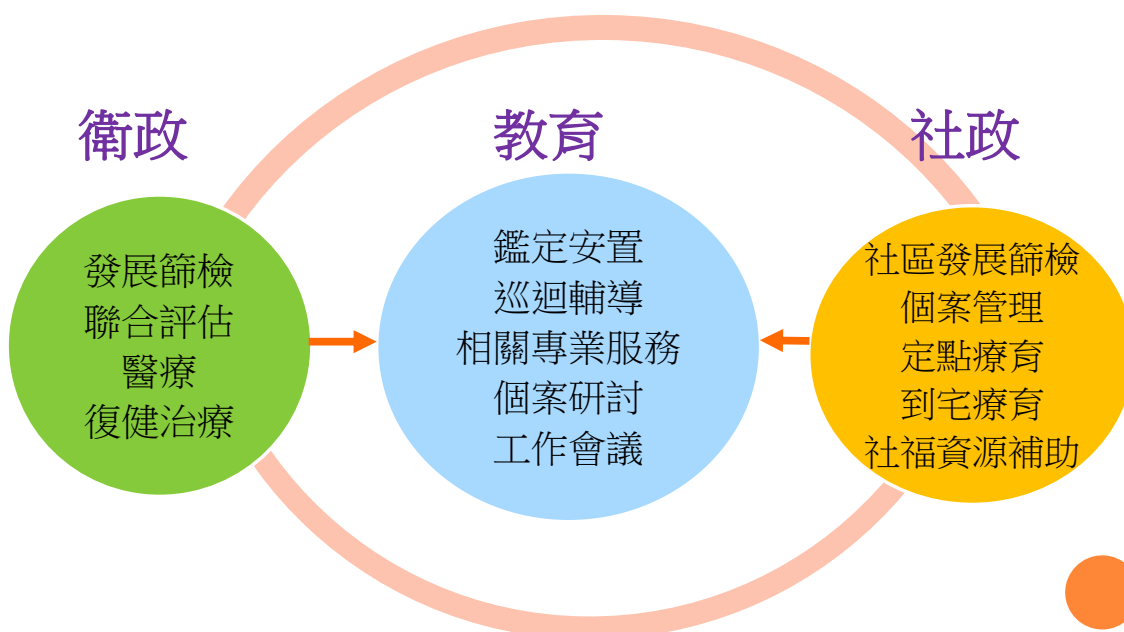 衛政
發展篩檢
聯合評估
醫療
復健治療
教育
鑑定安置
巡迴輔導
相關專業服務
個案研討
工作會議
社政
社區發展篩檢
個案管理
定點療育
到宅療育
社福資源補助